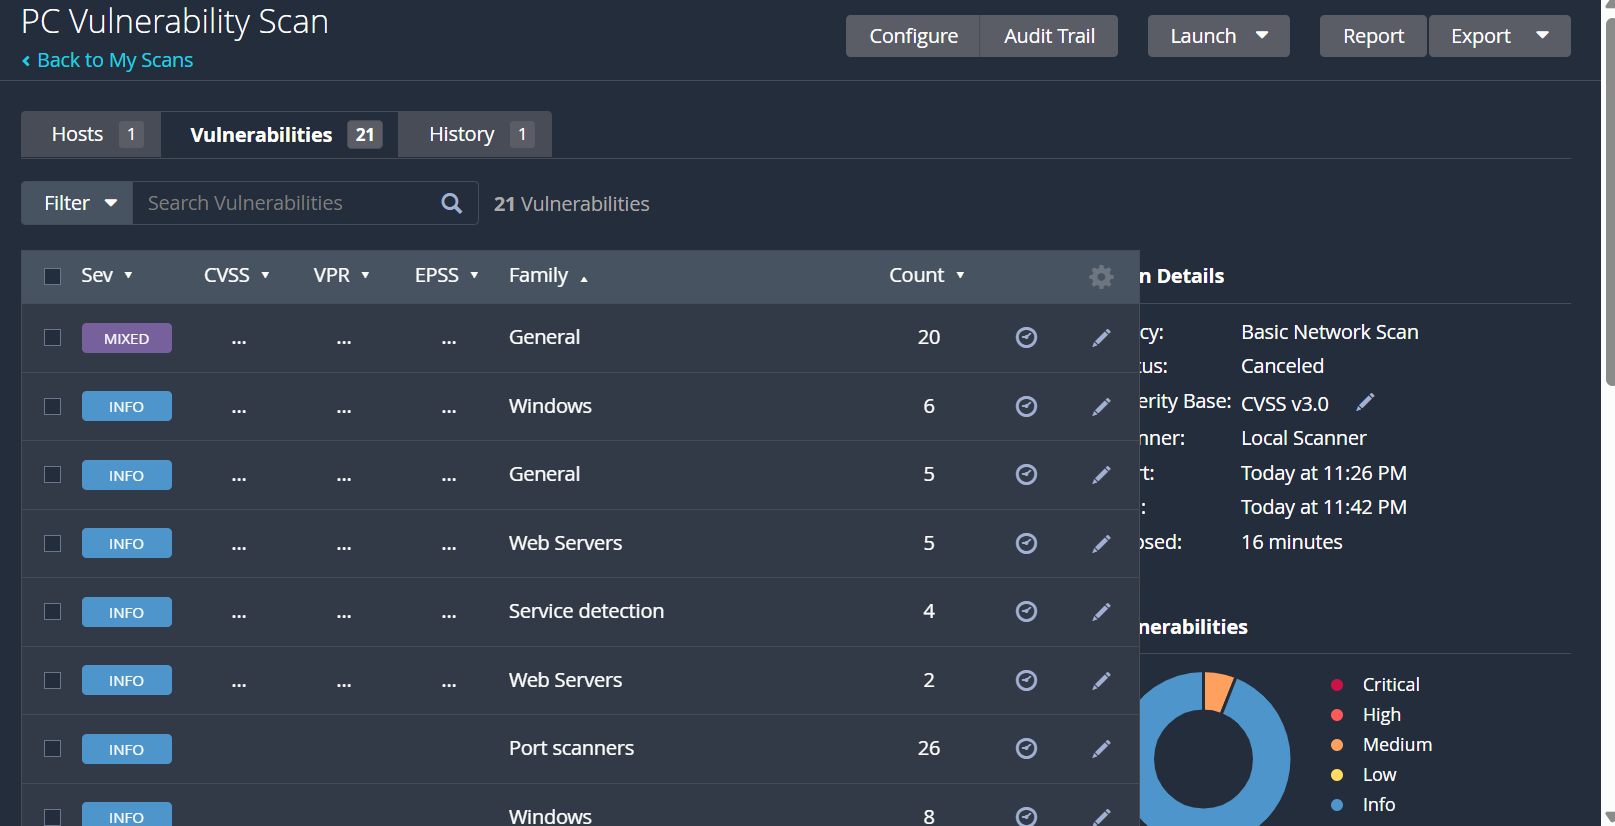 PC Vulnerability Scan
Configure Audit Trail Launch Report Export
‹ Back to My Scans
Hosts 1 Vulnerabilities 21 History 1
Filter Search Vulnerabilities 21 Vulnerabilities
Sev CVSS VPR EPSS Family Count
MIXED ... ... ... General 20
INFO ... ... ... Windows 6
INFO ... ... ... General 5
INFO ... ... ... Web Servers 5
INFO ... ... ... Service detection 4
INFO ... ... ... Web Servers 2
INFO Port scanners 26
INFO Windows 8
n Details
cy: Basic Network Scan
tus: Canceled
erity Base: CVSS v3.0
nner: Local Scanner
rt: Today at 11:26 PM
: Today at 11:42 PM
osed: 16 minutes
nerabilities
Critical
High
Medium
Low
Info